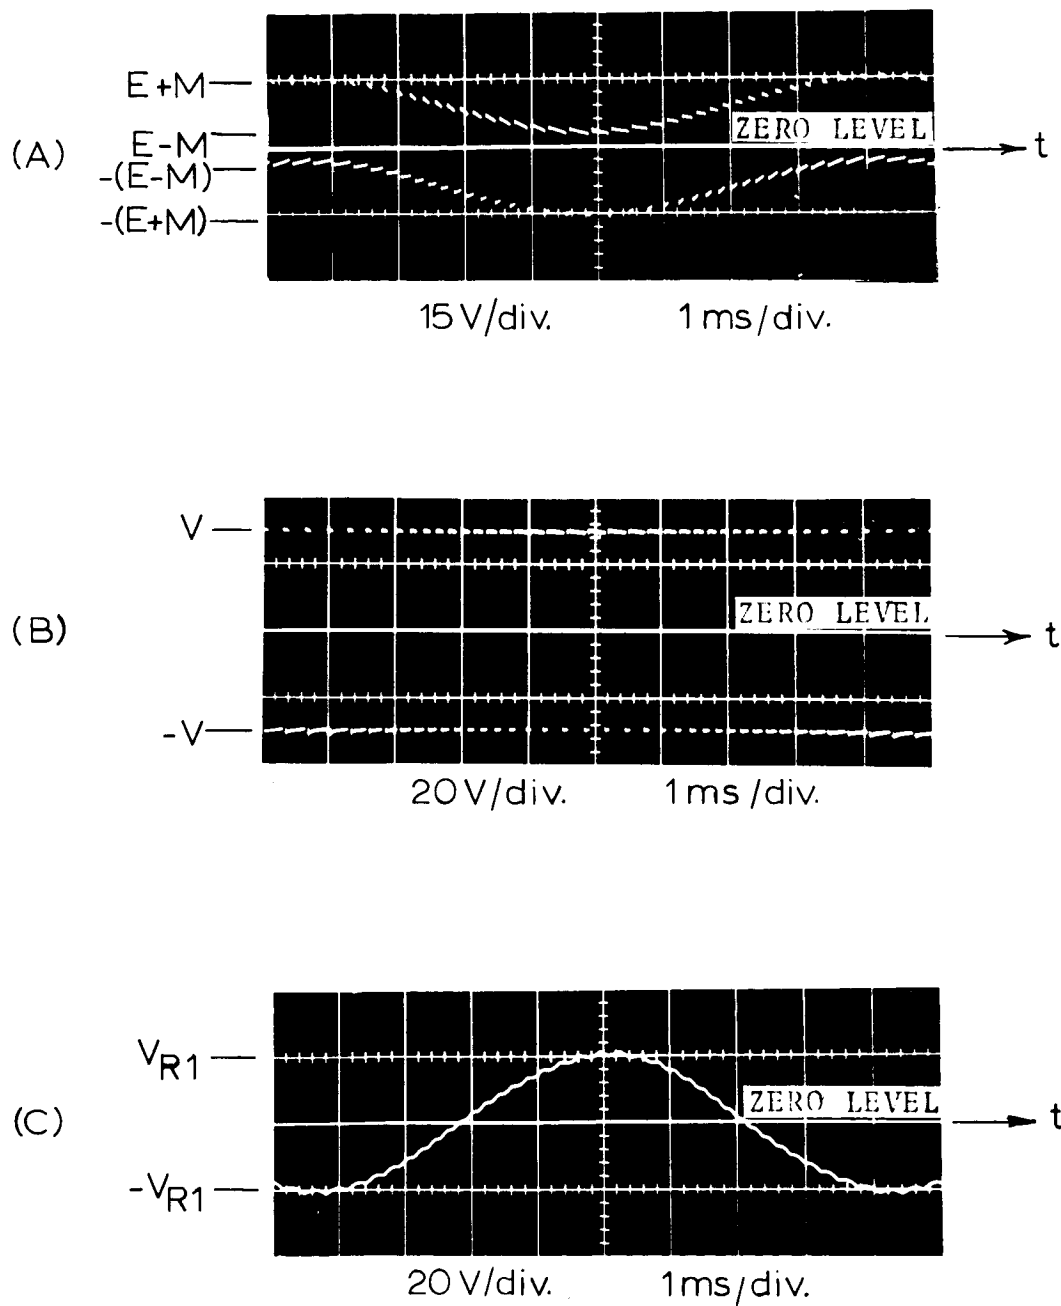 (A)
E+M
E-M
-(E-M)
-(E+M)
ZERO LEVEL
t
15V/div. 1ms/div.
(B)
V
-V
ZERO LEVEL
t
20V/div. 1ms/div.
(C)
VR1
-VR1
ZERO LEVEL
t
20V/div. 1ms/div.